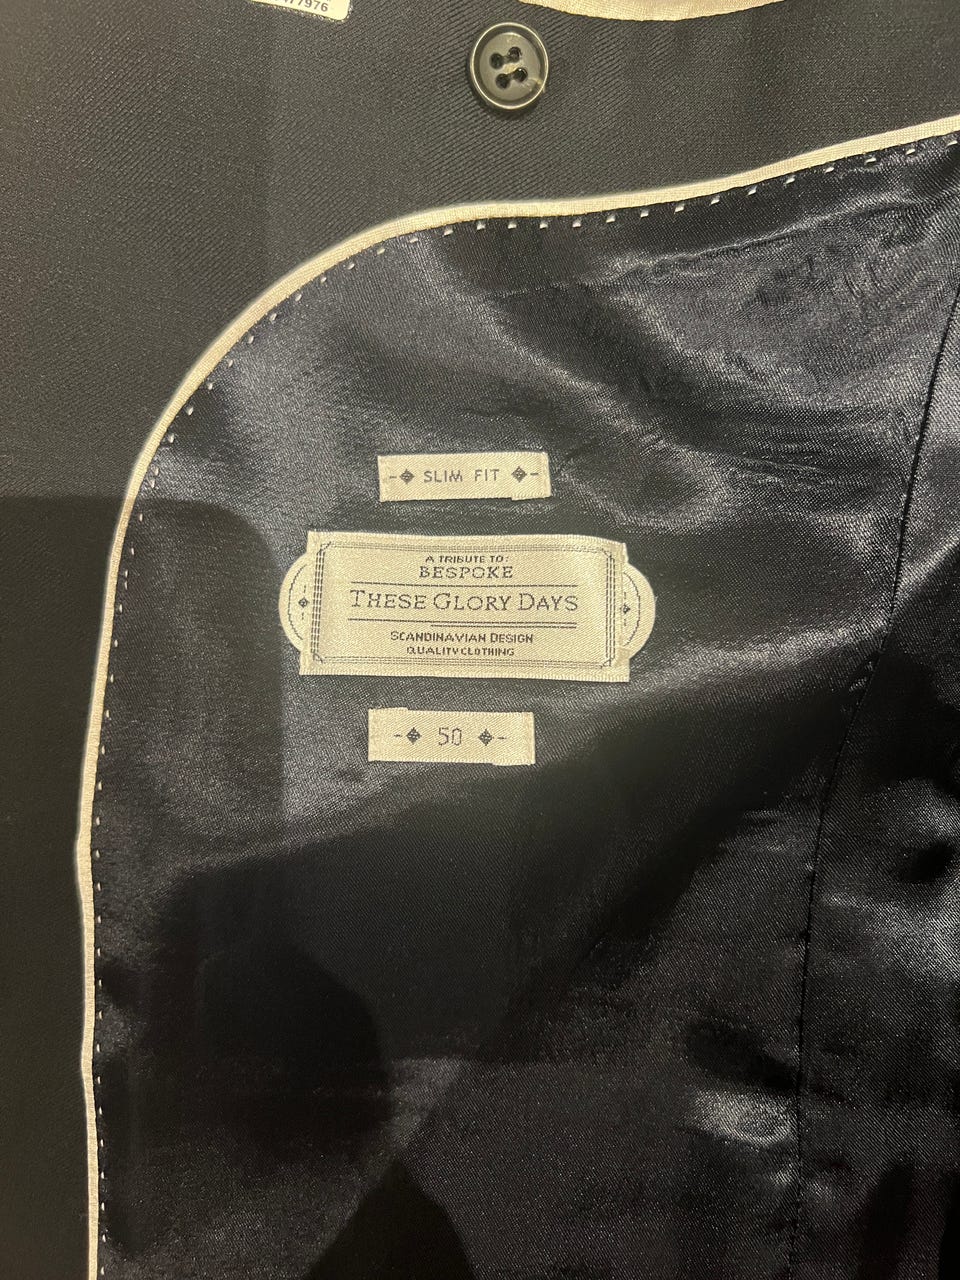 SLIM FIT
A TRIBUTE TO:
BESPOKE
THESE GLORY DAYS
SCANDINAVIAN DESIGN
QUALITY CLOTHING
50